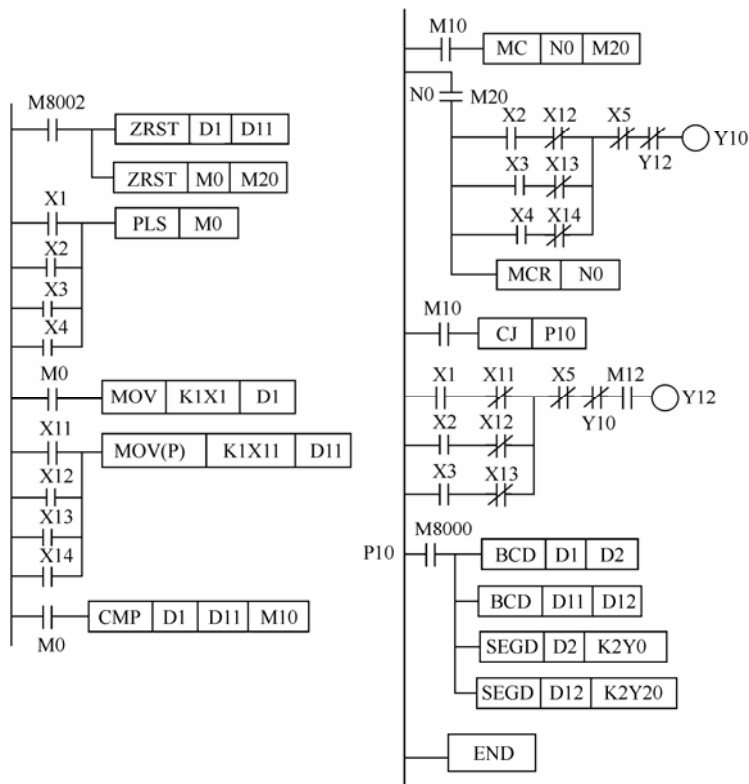 M8002
ZRST D1 D11
ZRST M0 M20
X1
PLS M0
X2
X3
X4
M0
MOV K1X1 D1
X11
MOV(P) K1X11 D11
X12
X13
X14
CMP D1 D11 M10
M0
M10
MC N0 M20
N0 M20
X2 X12 X5
Y12 Y10
X3 X13
X4 X14
MCR N0
M10
CJ P10
X1 X11 X5 M12
Y10 Y12
X2 X12
X3 X13
P10 M8000
BCD D1 D2
BCD D11 D12
SEGD D2 K2Y0
SEGD D12 K2Y20
END